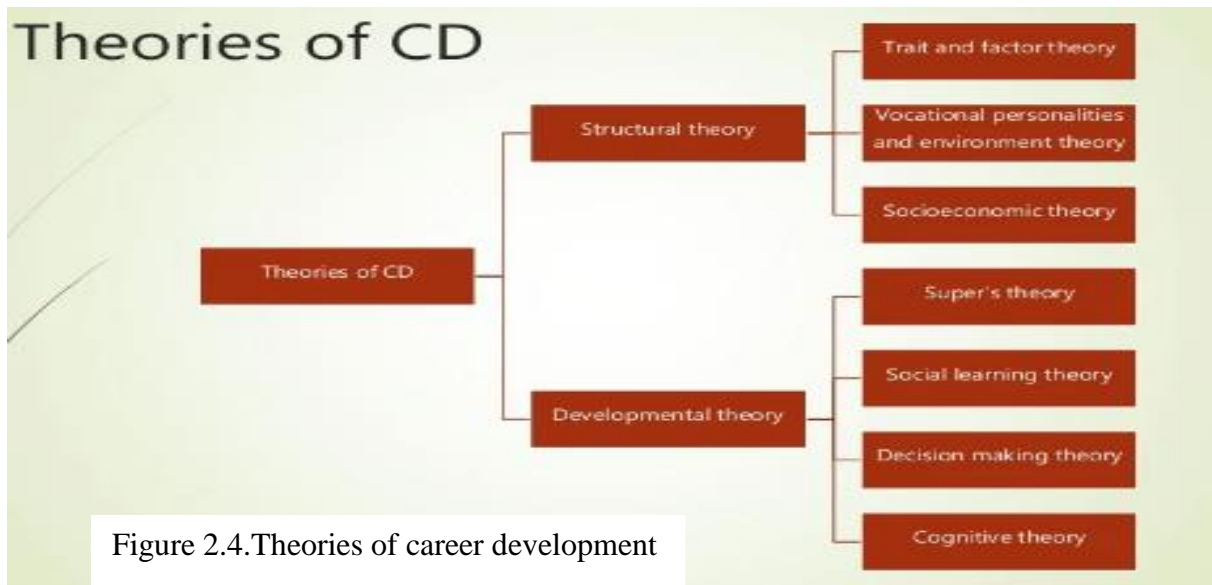 Theories of CD
Theories of CD
Structural theory
Trait and factor theory
Vocational personalities
and environment theory
Socioeconomic theory
Developmental theory
Super's theory
Social learning theory
Decision making theory
Cognitive theory
Figure 2.4.Theories of career development